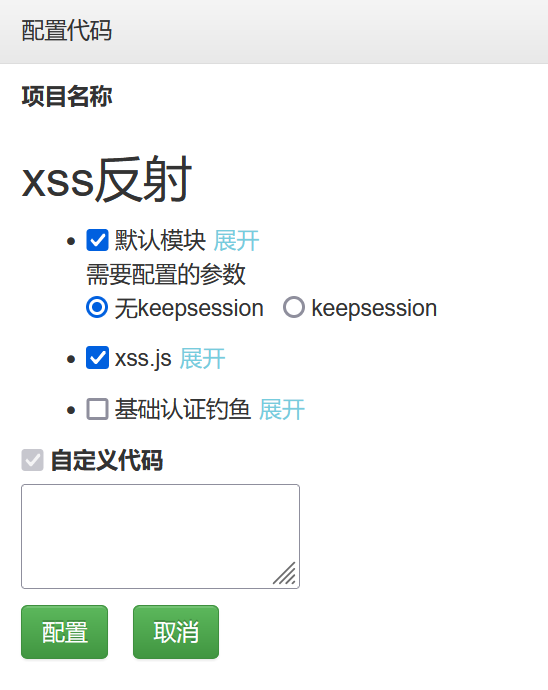 配置代码
项目名称
xss反射
默认模块 展开
需要配置的参数
无keepsession keepsession
xss.js 展开
基础认证钓鱼 展开
自定义代码
配置 取消